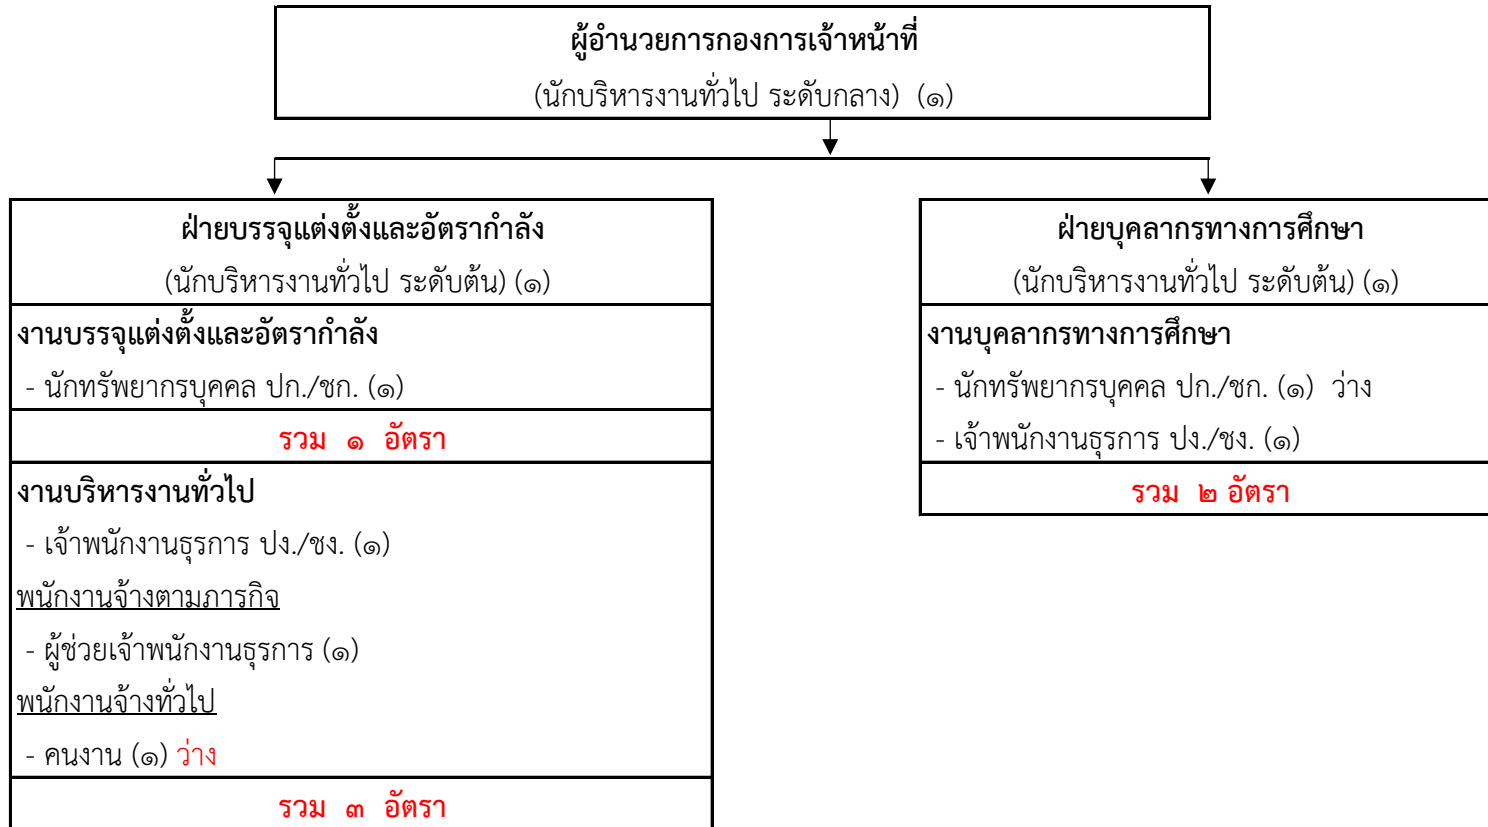 ผู้อำนวยการกองการเจ้าหน้าที่
(นักบริหารงานทั่วไป ระดับกลาง) (๑)
ฝ่ายบรรจุแต่งตั้งและอัตรากำลัง
(นักบริหารงานทั่วไป ระดับต้น) (๑)
งานบรรจุแต่งตั้งและอัตรากำลัง
- นักทรัพยากรบุคคล ปก./ชก. (๑)
รวม ๑ อัตรา
งานบริหารงานทั่วไป
- เจ้าพนักงานธุรการ ปง./ชง. (๑)
พนักงานจ้างตามภารกิจ
- ผู้ช่วยเจ้าพนักงานธุรการ (๑)
พนักงานจ้างทั่วไป
- คนงาน (๑) ว่าง
รวม ๓ อัตรา
ฝ่ายบุคลากรทางการศึกษา
(นักบริหารงานทั่วไป ระดับต้น) (๑)
งานบุคลากรทางการศึกษา
- นักทรัพยากรบุคคล ปก./ชก. (๑) ว่าง
- เจ้าพนักงานธุรการ ปง./ชง. (๑)
รวม ๒ อัตรา